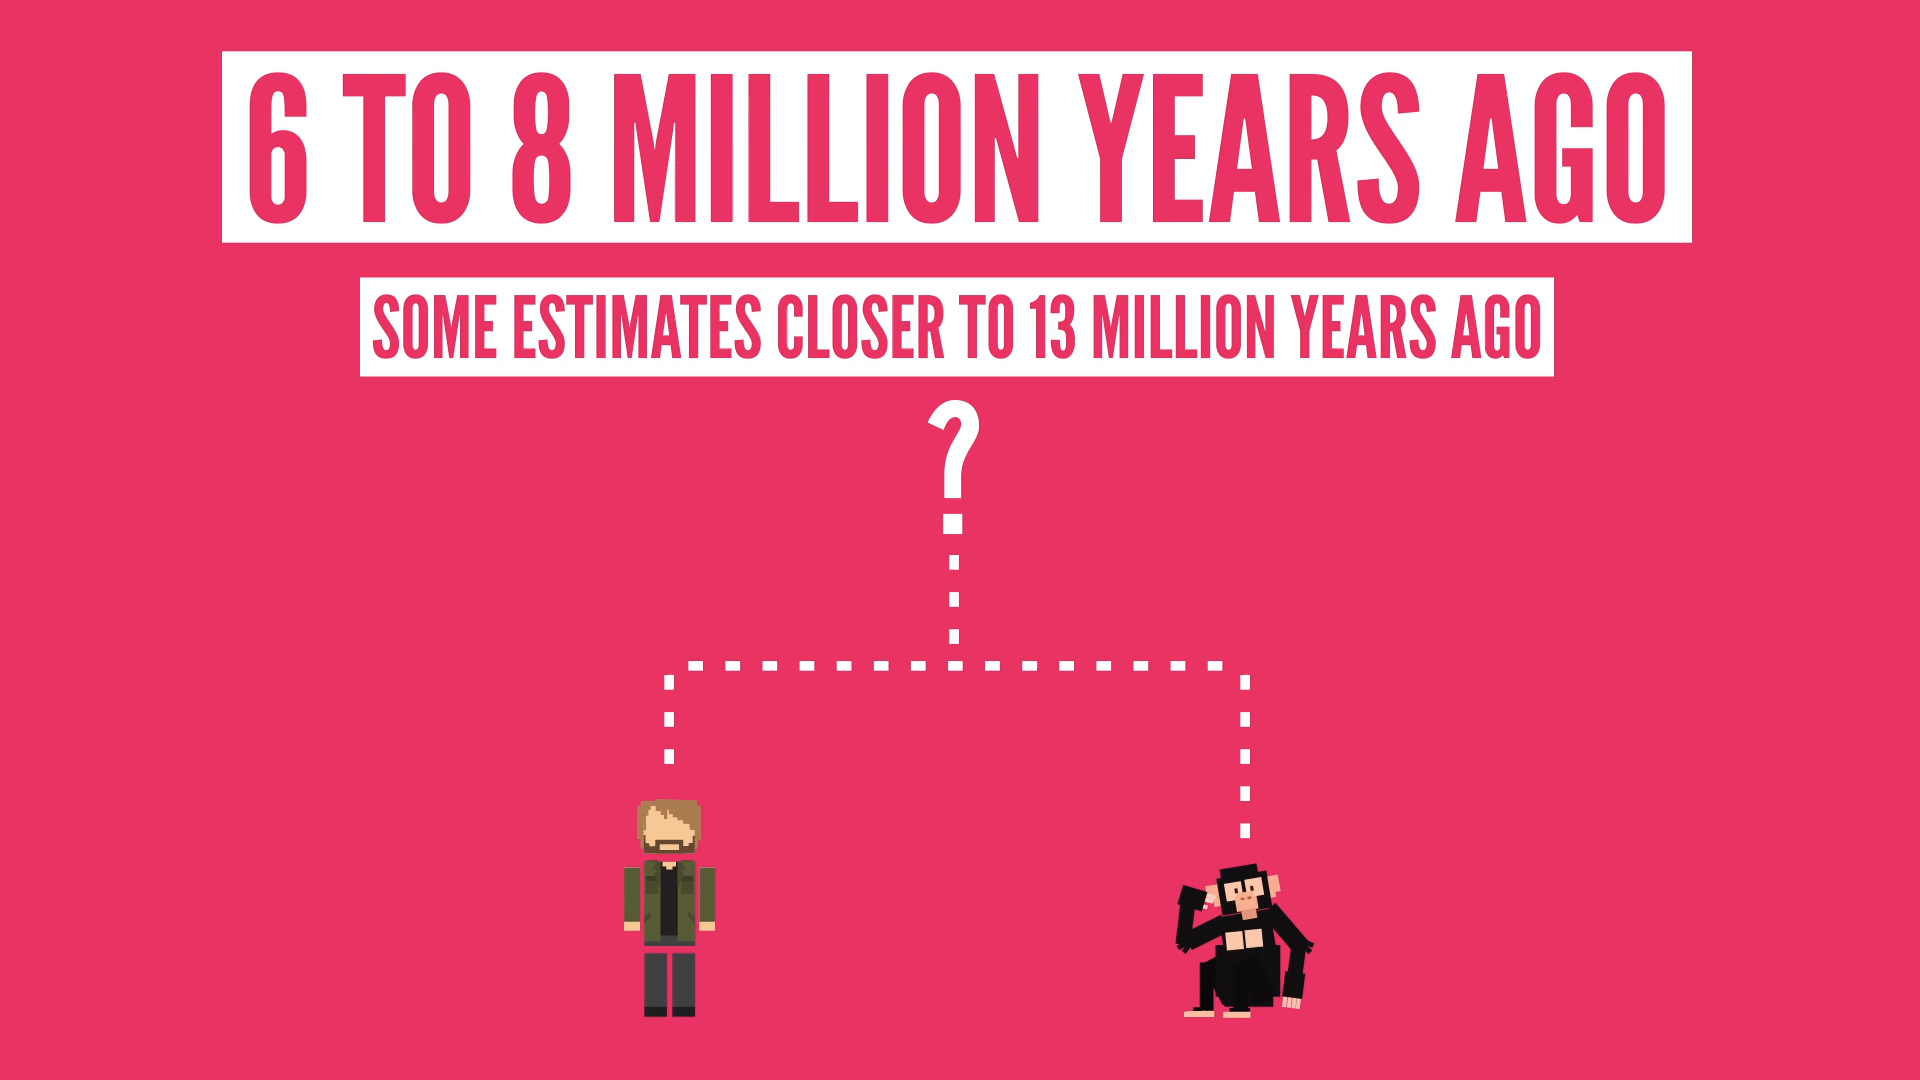 6 TO 8 MILLION YEARS AGO
SOME ESTIMATES CLOSER TO 13 MILLION YEARS AGO
?